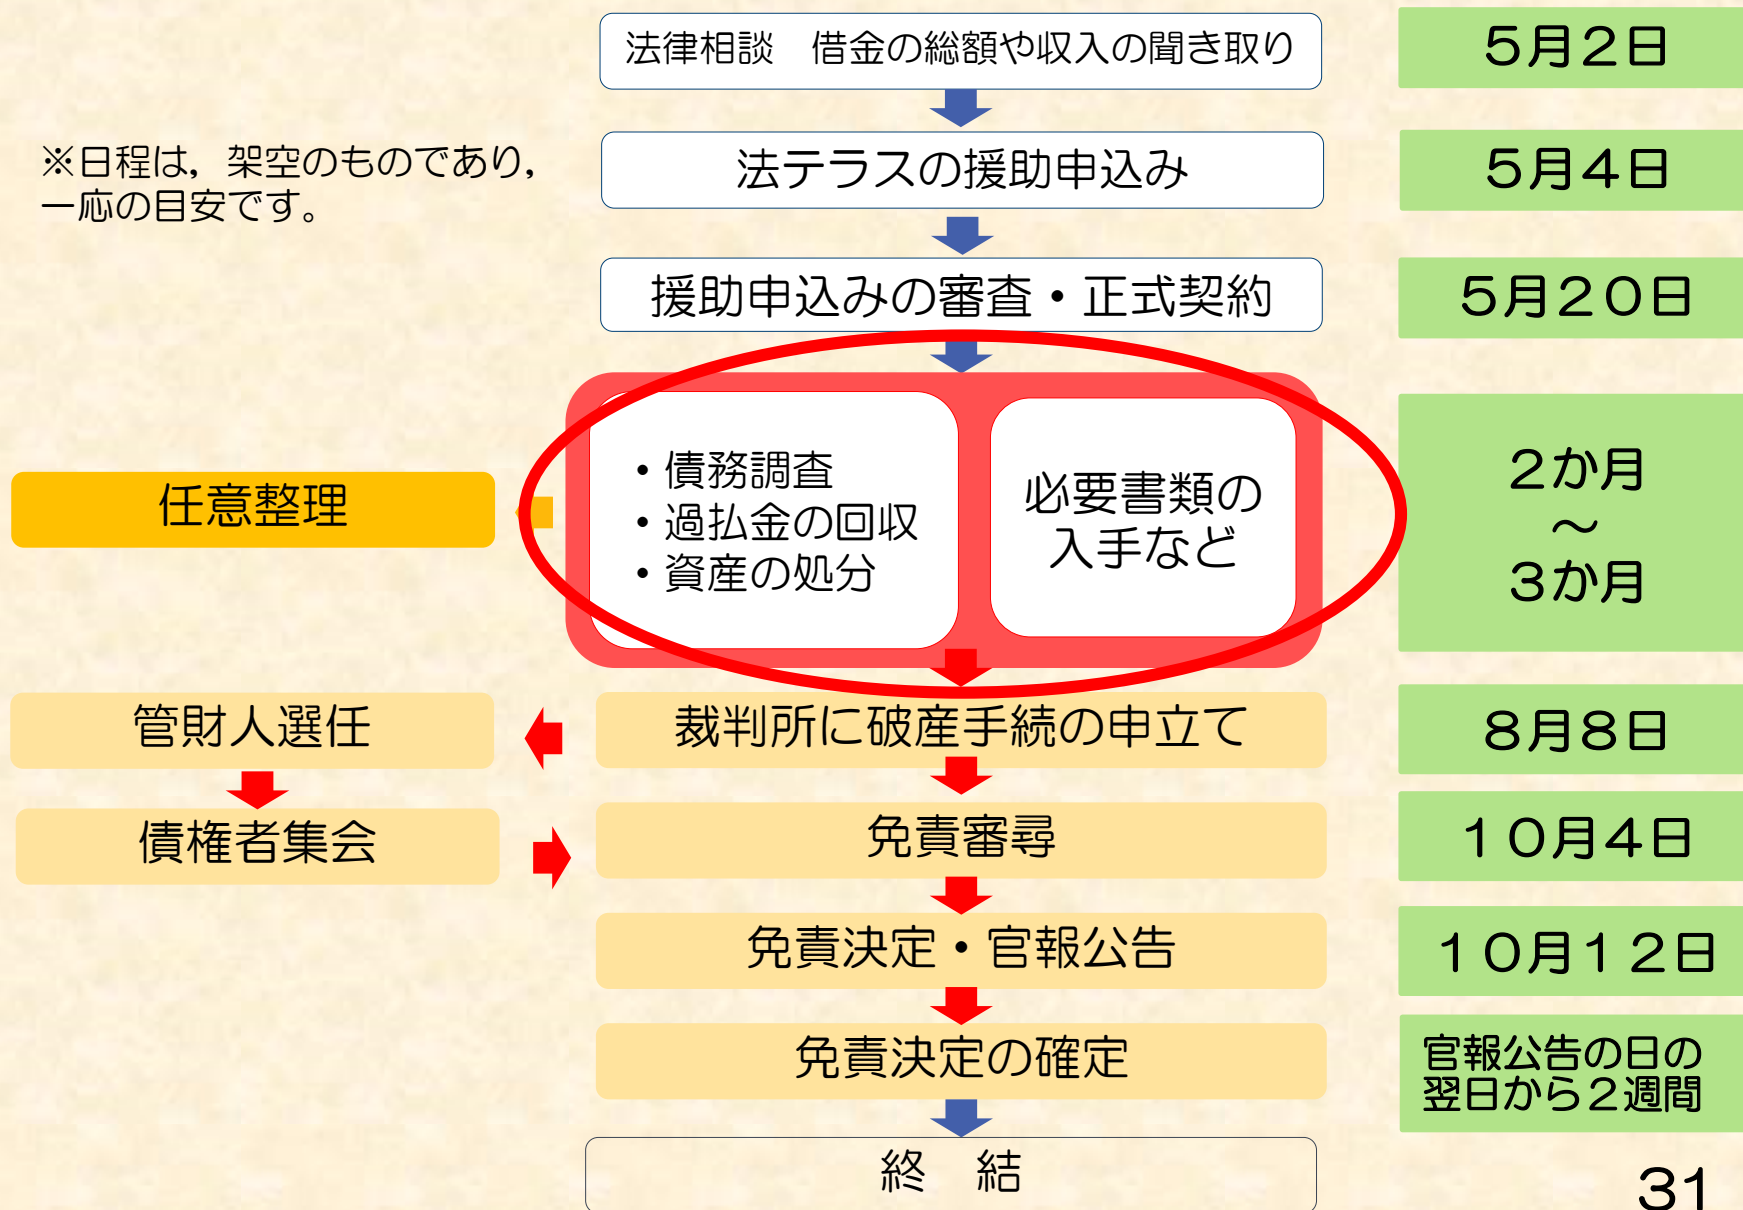 法律相談　借金の総額や収入の聞き取り
５月２日
※日程は，架空のものであり，
一応の目安です。
法テラスの援助申込み
５月４日
援助申込みの審査・正式契約
５月２０日
任意整理
・債務調査
・過払金の回収
・資産の処分
必要書類の
入手など
２か月
～
３か月
管財人選任
裁判所に破産手続の申立て
８月８日
債権者集会
免責審尋
１０月４日
免責決定・官報公告
１０月１２日
免責決定の確定
官報公告の日の
翌日から２週間
終　結
31